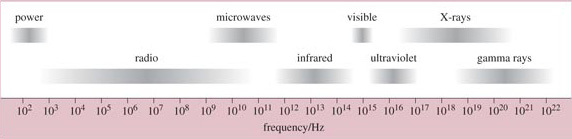 power microwaves visible X-rays
radio infrared ultraviolet gamma rays
10² 10³ 10⁴ 10⁵ 10⁶ 10⁷ 10⁸ 10⁹ 10¹⁰ 10¹¹ 10¹² 10¹³ 10¹⁴ 10¹⁵ 10¹⁶ 10¹⁷ 10¹⁸ 10¹⁹ 10²⁰ 10²¹ 10²²
frequency/Hz